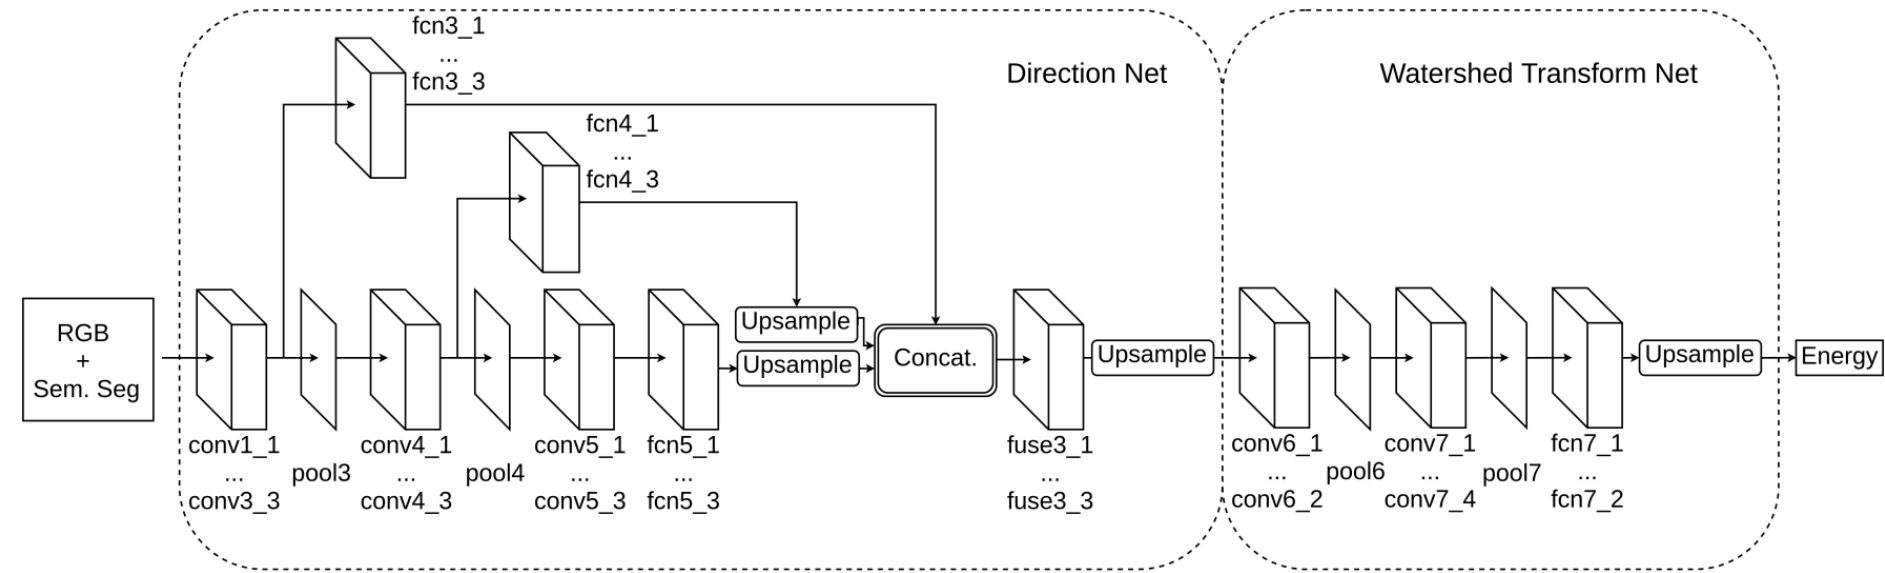 fcn3_1
...
fcn3_3
Direction Net
Watershed Transform Net
fcn4_1
...
fcn4_3
RGB
+
Sem. Seg
Upsample
Upsample
Concat.
Upsample
Upsample
Energy
conv1_1
...
conv3_3
pool3
conv4_1
...
conv4_3
pool4
conv5_1
...
conv5_3
fcn5_1
...
fcn5_3
fuse3_1
...
fuse3_3
conv6_1
...
conv6_2
pool6
conv7_1
...
conv7_4
pool7
fcn7_1
...
fcn7_2